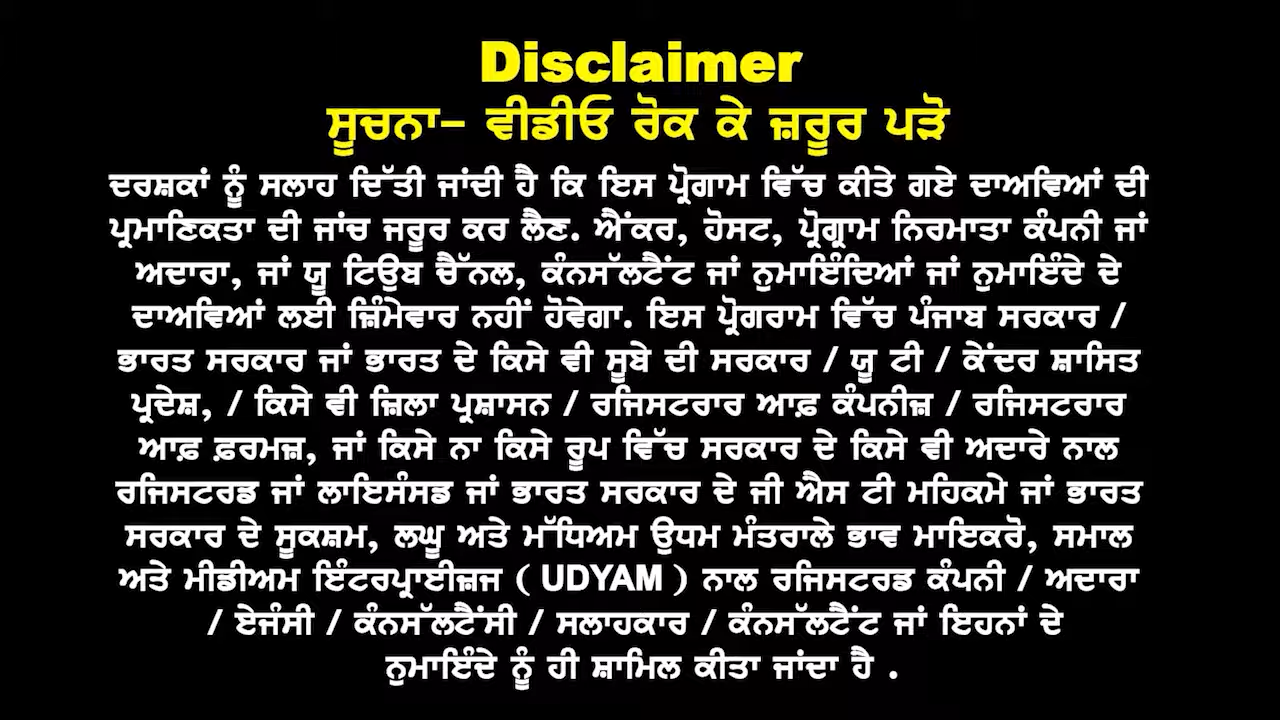 Disclaimer
ਸੂਚਨਾ- ਵੀਡੀਓ ਰੋਕ ਕੇ ਜ਼ਰੂਰ ਪੜੋ
ਦਰਸ਼ਕਾਂ ਨੂੰ ਸਲਾਹ ਦਿੱਤੀ ਜਾਂਦੀ ਹੈ ਕਿ ਇਸ ਪ੍ਰੋਗਾਮ ਵਿੱਚ ਕੀਤੇ ਗਏ ਦਾਅਵਿਆਂ ਦੀ
ਪ੍ਰਮਾਣਿਕਤਾ ਦੀ ਜਾਂਚ ਜਰੂਰ ਕਰ ਲੈਣ. ਐਂਕਰ, ਹੋਸਟ, ਪ੍ਰੋਗ੍ਰਾਮ ਨਿਰਮਾਤਾ ਕੰਪਨੀ ਜਾਂ
ਅਦਾਰਾ, ਜਾਂ ਯੂ ਟਿਉਬ ਚੈੱਨਲ, ਕੰਨਸੱਲਟੈਂਟ ਜਾਂ ਨੁਮਾਇੰਦਿਆਂ ਜਾਂ ਨੁਮਾਇੰਦੇ ਦੇ
ਦਾਅਵਿਆਂ ਲਈ ਜ਼ਿੰਮੇਵਾਰ ਨਹੀਂ ਹੋਵੇਗਾ. ਇਸ ਪ੍ਰੋਗਰਾਮ ਵਿੱਚ ਪੰਜਾਬ ਸਰਕਾਰ /
ਭਾਰਤ ਸਰਕਾਰ ਜਾਂ ਭਾਰਤ ਦੇ ਕਿਸੇ ਵੀ ਸੂਬੇ ਦੀ ਸਰਕਾਰ / ਯੂ ਟੀ / ਕੇਂਦਰ ਸ਼ਾਸਿਤ
ਪ੍ਰਦੇਸ਼, / ਕਿਸੇ ਵੀ ਜ਼ਿਲਾ ਪ੍ਰਸ਼ਾਸਨ / ਰਜਿਸਟਰਾਰ ਆਫ਼ ਕੰਪਨੀਜ਼ / ਰਜਿਸਟਰਾਰ
ਆਫ਼ ਫ਼ਰਮਜ਼, ਜਾਂ ਕਿਸੇ ਨਾ ਕਿਸੇ ਰੂਪ ਵਿੱਚ ਸਰਕਾਰ ਦੇ ਕਿਸੇ ਵੀ ਅਦਾਰੇ ਨਾਲ
ਰਜਿਸਟਰਡ ਜਾਂ ਲਾਇਸੰਸਡ ਜਾਂ ਭਾਰਤ ਸਰਕਾਰ ਦੇ ਜੀ ਐਸ ਟੀ ਮਹਿਕਮੇ ਜਾਂ ਭਾਰਤ
ਸਰਕਾਰ ਦੇ ਸੂਕਸ਼ਮ, ਲਘੂ ਅਤੇ ਮੱਧਿਅਮ ਉਧਮ ਮੰਤਰਾਲੇ ਭਾਵ ਮਾਇਕਰੋ, ਸਮਾਲ
ਅਤੇ ਮੀਡੀਅਮ ਇੰਟਰਪ੍ਰਾਈਜ਼ਜ ( UDYAM ) ਨਾਲ ਰਜਿਸਟਰਡ ਕੰਪਨੀ / ਅਦਾਰਾ
/ ਏਜੰਸੀ / ਕੰਨਸੱਲਟੈਂਸੀ / ਸਲਾਹਕਾਰ / ਕੰਨਸੱਲਟੈਂਟ ਜਾਂ ਇਹਨਾਂ ਦੇ
ਨੁਮਾਇੰਦੇ ਨੂੰ ਹੀ ਸ਼ਾਮਿਲ ਕੀਤਾ ਜਾਂਦਾ ਹੈ .